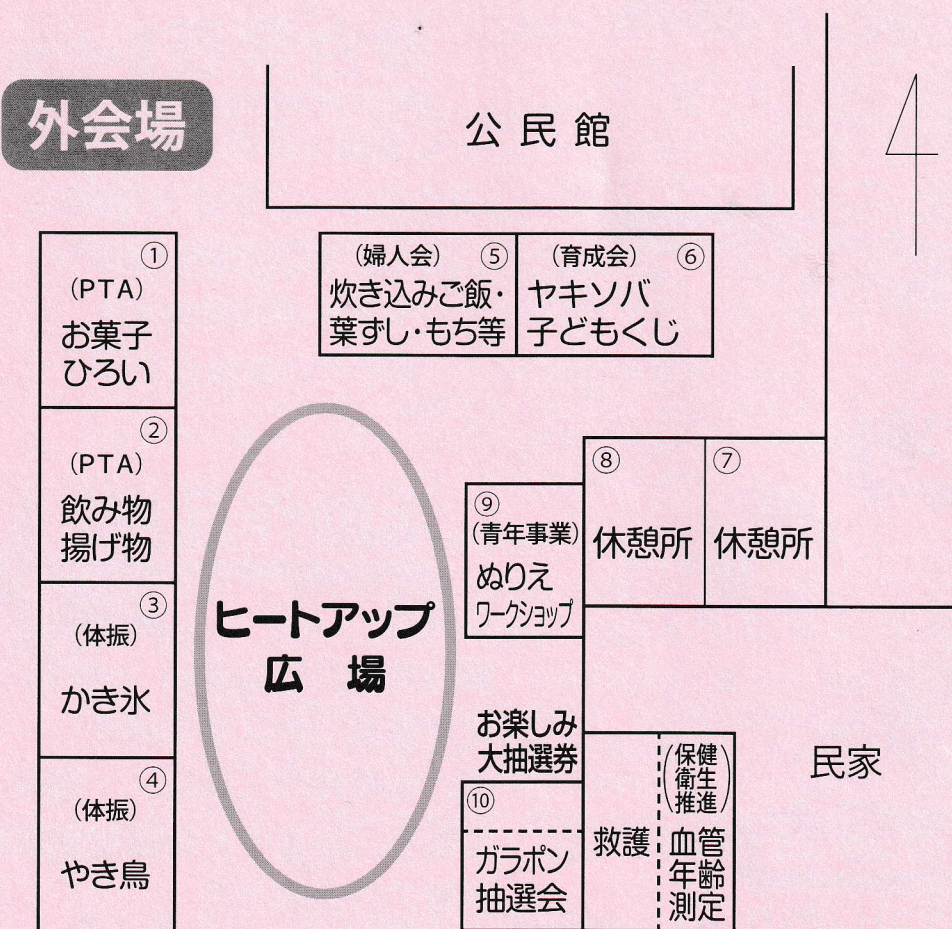 外会場
公民館
①
(PTA)
お菓子
ひろい
②
(PTA)
飲み物
揚げ物
③
(体振)
かき氷
④
(体振)
やき鳥
(婦人会) ⑤
炊き込みご飯・
葉ずし・もち等
(育成会) ⑥
ヤキソバ
子どもくじ
⑧
休憩所
⑦
休憩所
⑨
(青年事業)
ぬりえ
ワークショップ
ヒートアップ
広場
お楽しみ
大抽選券
⑩
ガラポン
抽選会
救護
(保健
衛生
推進)
血管
年齢
測定
民家